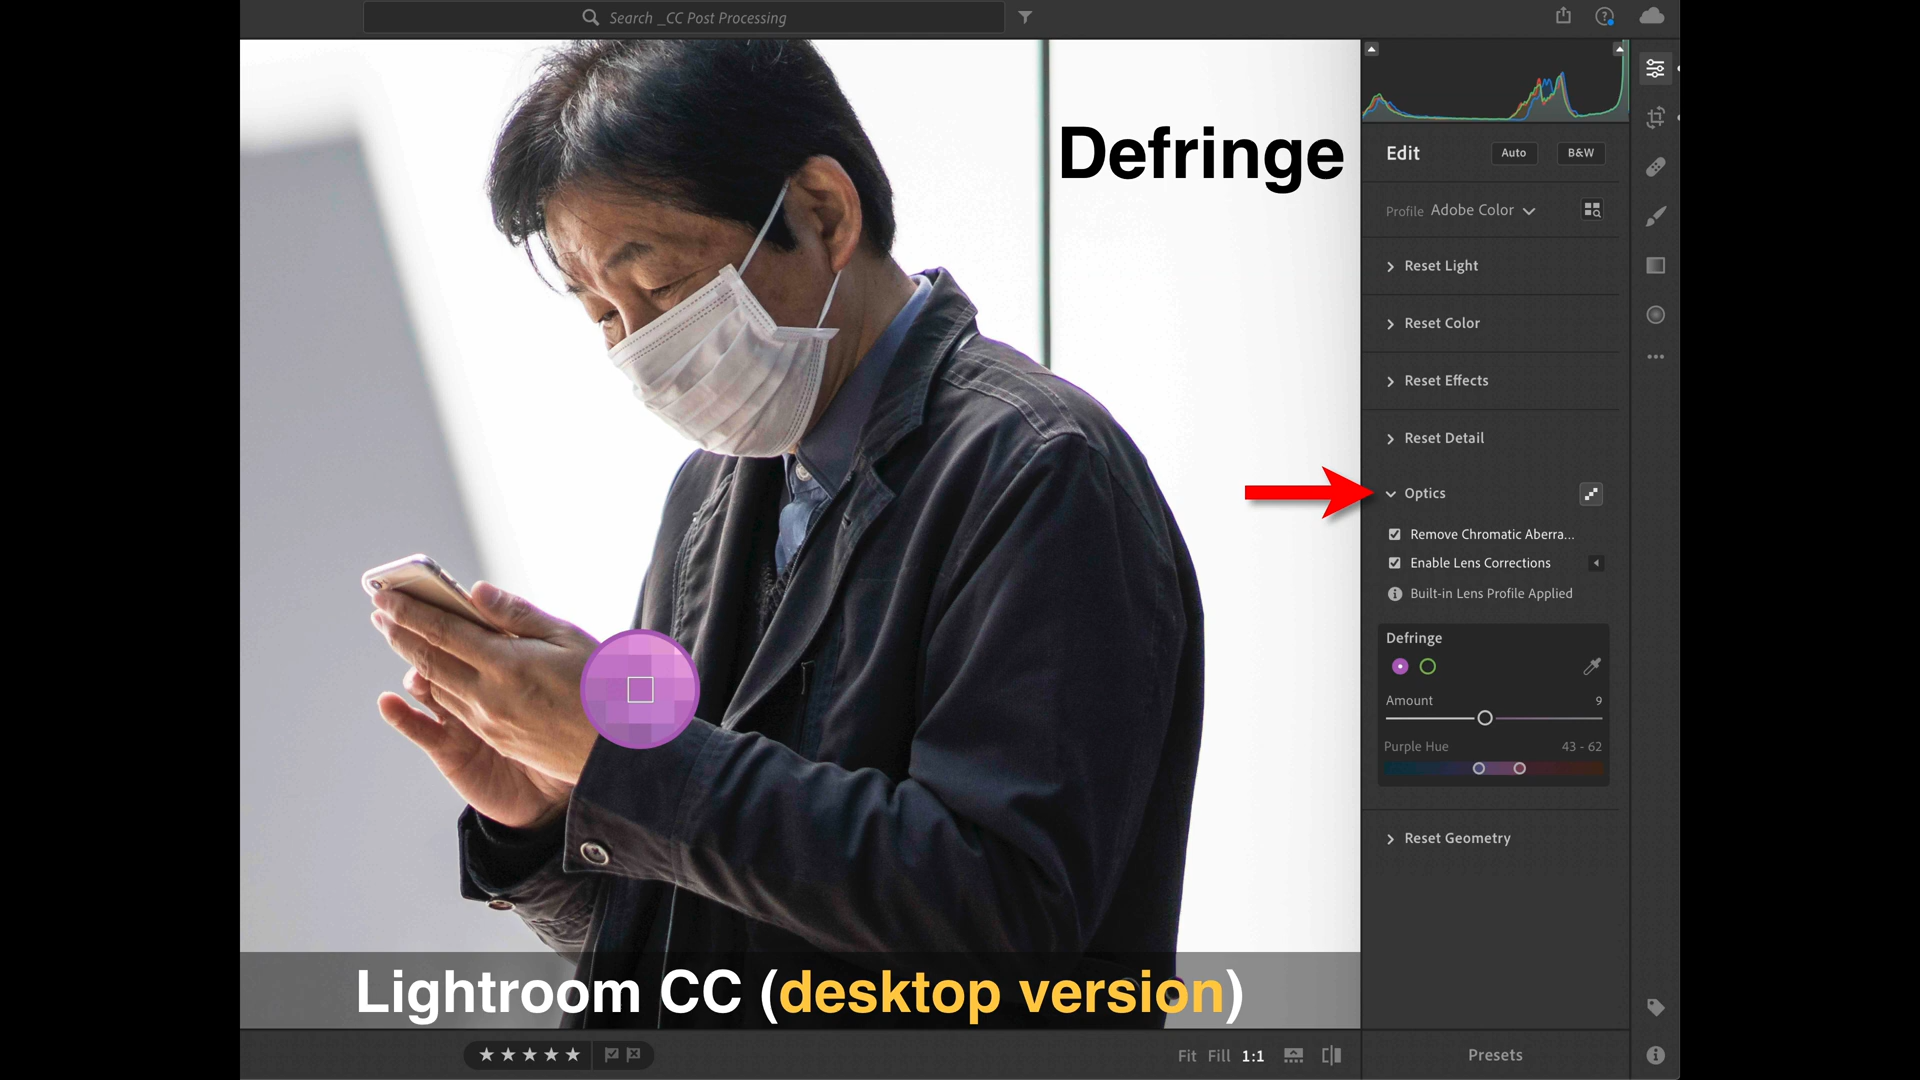 Search _CC Post Processing
Defringe
Edit
Auto
B&W
Profile Adobe Color
Reset Light
Reset Color
Reset Effects
Reset Detail
Optics
Remove Chromatic Aberra...
Enable Lens Corrections
Built-in Lens Profile Applied
Defringe
Amount 9
Purple Hue 43 - 62
Reset Geometry
Lightroom CC (desktop version)
Fit Fill 1:1
Presets